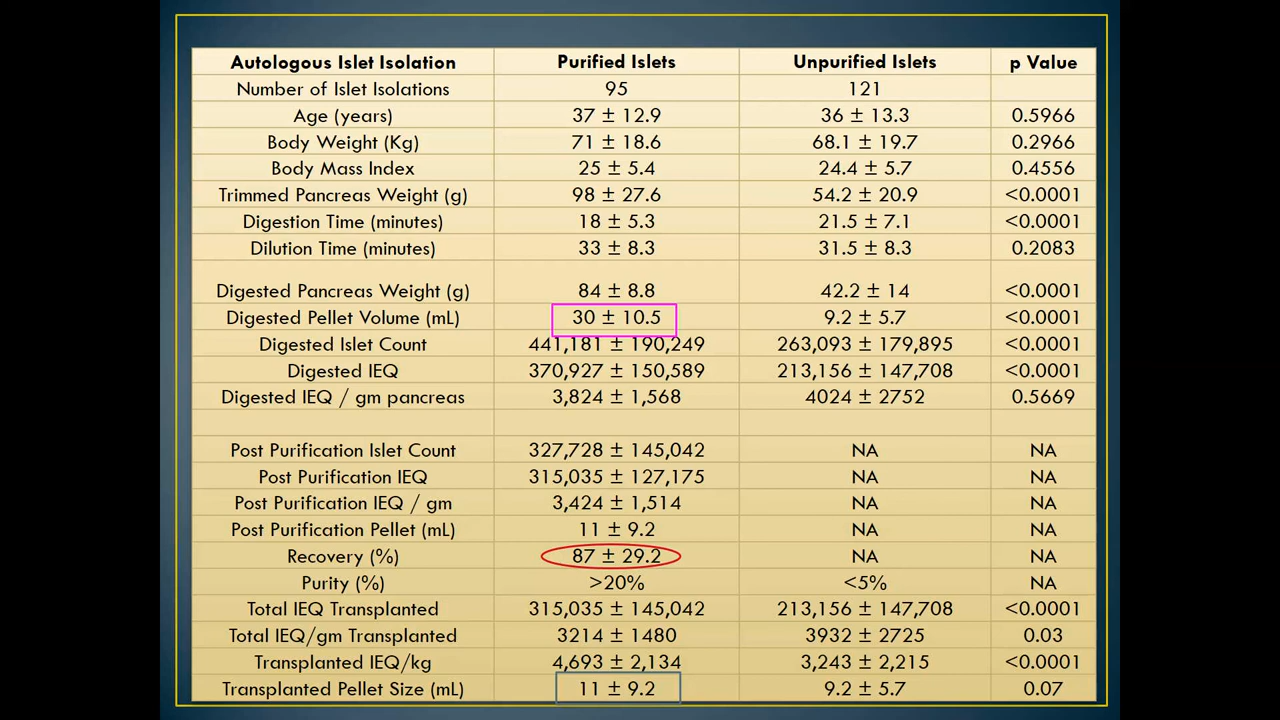 Autologous Islet Isolation Purified Islets Unpurified Islets p Value
Number of Islet Isolations 95 121
Age (years) 37 ± 12.9 36 ± 13.3 0.5966
Body Weight (Kg) 71 ± 18.6 68.1 ± 19.7 0.2966
Body Mass Index 25 ± 5.4 24.4 ± 5.7 0.4556
Trimmed Pancreas Weight (g) 98 ± 27.6 54.2 ± 20.9 <0.0001
Digestion Time (minutes) 18 ± 5.3 21.5 ± 7.1 <0.0001
Dilution Time (minutes) 33 ± 8.3 31.5 ± 8.3 0.2083
Digested Pancreas Weight (g) 84 ± 8.8 42.2 ± 14 <0.0001
Digested Pellet Volume (mL) 30 ± 10.5 9.2 ± 5.7 <0.0001
Digested Islet Count 441,181 ± 190,249 263,093 ± 179,895 <0.0001
Digested IEQ 370,927 ± 150,589 213,156 ± 147,708 <0.0001
Digested IEQ / gm pancreas 3,824 ± 1,568 4024 ± 2752 0.5669
Post Purification Islet Count 327,728 ± 145,042 NA NA
Post Purification IEQ 315,035 ± 127,175 NA NA
Post Purification IEQ / gm 3,424 ± 1,514 NA NA
Post Purification Pellet (mL) 11 ± 9.2 NA NA
Recovery (%) 87 ± 29.2 NA NA
Purity (%) >20% <5% NA
Total IEQ Transplanted 315,035 ± 145,042 213,156 ± 147,708 <0.0001
Total IEQ/gm Transplanted 3214 ± 1480 3932 ± 2725 0.03
Transplanted IEQ/kg 4,693 ± 2,134 3,243 ± 2,215 <0.0001
Transplanted Pellet Size (mL) 11 ± 9.2 9.2 ± 5.7 0.07